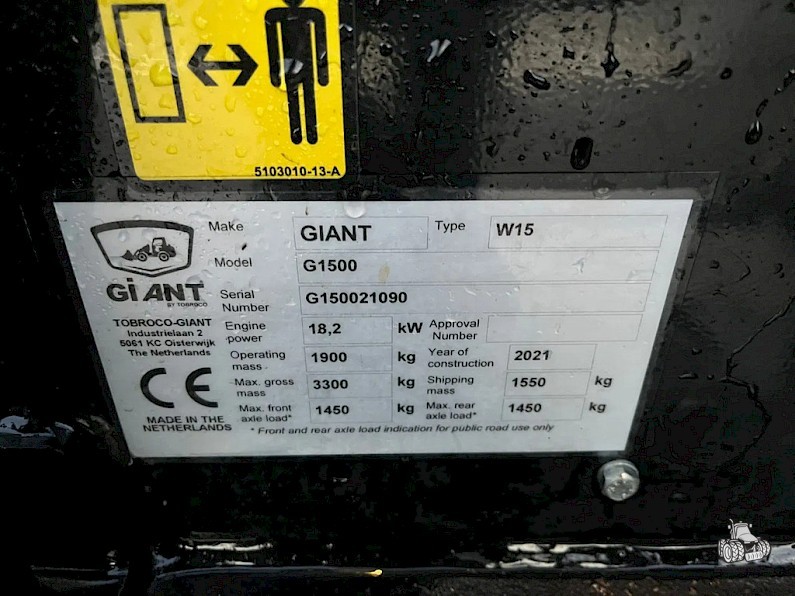 5103010-13-A
Make GIANT Type W15
Model G1500
GiANT
BY TOBROCO
Serial Number G150021090
TOBROCO-GIANT
Industrielaan 2
5061 KC Oisterwijk
The Netherlands
Engine power 18,2 kW Approval Number
Operating mass 1900 kg Year of construction 2021
Max. gross mass 3300 kg Shipping mass 1550 kg
Max. front axle load* 1450 kg Max. rear axle load* 1450 kg
CE
MADE IN THE
NETHERLANDS
* Front and rear axle load indication for public road use only